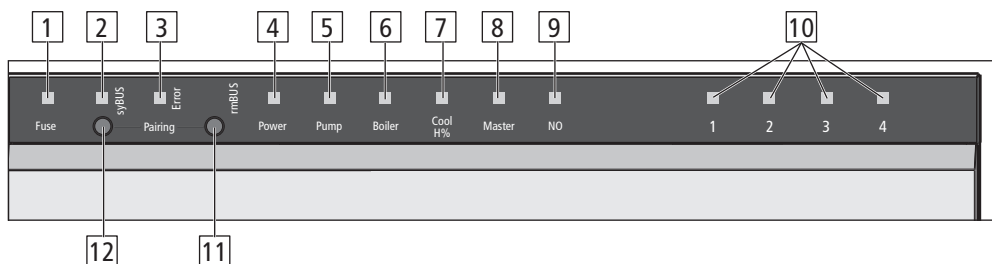 1 2 3 4 5 6 7 8 9 10
syBUS Error rmBUS
Fuse Pairing Power Pump Boiler Cool H% Master NO 1 2 3 4
12 11